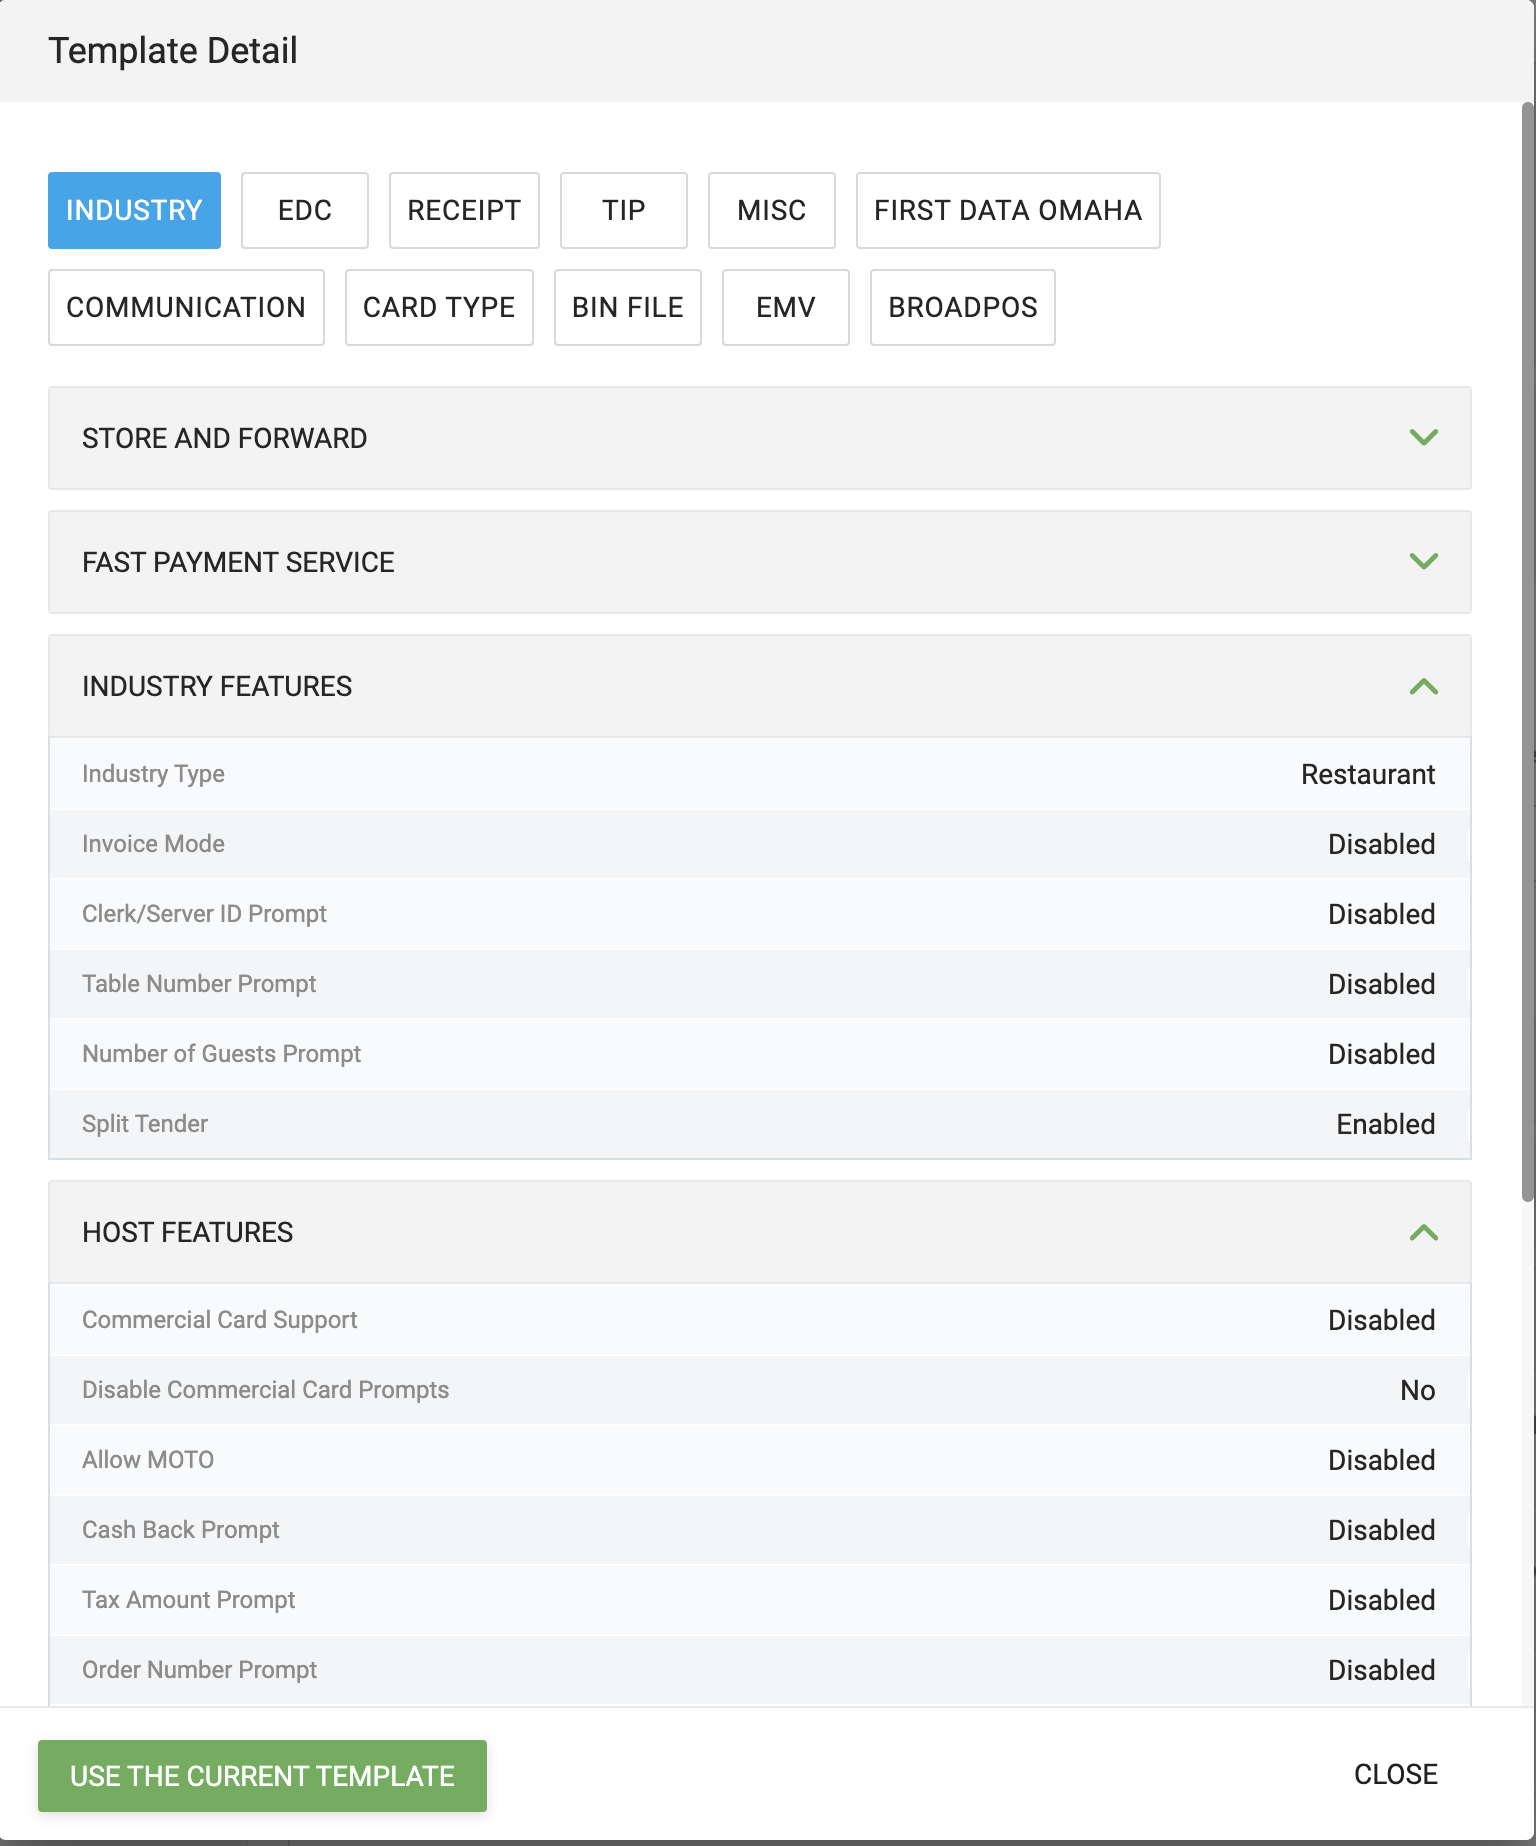 Template Detail
INDUSTRY EDC RECEIPT TIP MISC FIRST DATA OMAHA
COMMUNICATION CARD TYPE BIN FILE EMV BROADPOS
STORE AND FORWARD
FAST PAYMENT SERVICE
INDUSTRY FEATURES
Industry Type Restaurant
Invoice Mode Disabled
Clerk/Server ID Prompt Disabled
Table Number Prompt Disabled
Number of Guests Prompt Disabled
Split Tender Enabled
HOST FEATURES
Commercial Card Support Disabled
Disable Commercial Card Prompts No
Allow MOTO Disabled
Cash Back Prompt Disabled
Tax Amount Prompt Disabled
Order Number Prompt Disabled
USE THE CURRENT TEMPLATE CLOSE